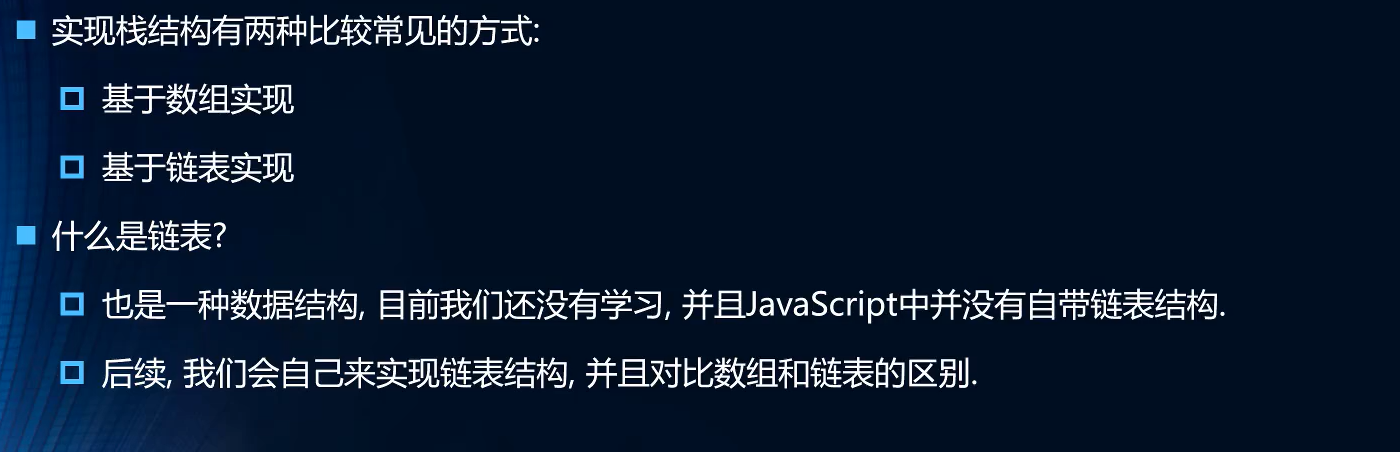 实现栈结构有两种比较常见的方式:
基于数组实现
基于链表实现
什么是链表?
也是一种数据结构, 目前我们还没有学习, 并且JavaScript中并没有自带链表结构.
后续, 我们会自己来实现链表结构, 并且对比数组和链表的区别.